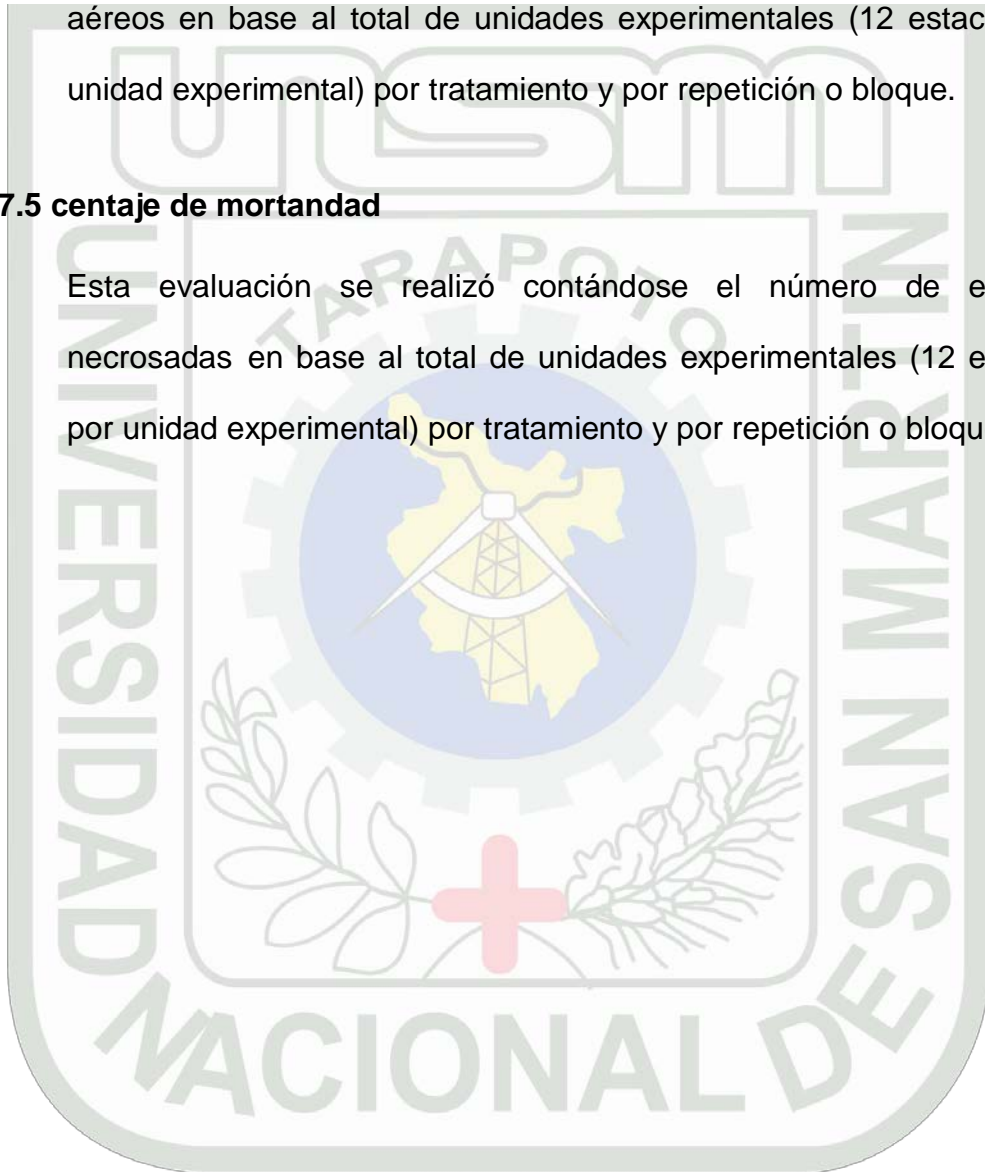 aéreos en base al total de unidades experimentales (12 estac
unidad experimental) por tratamiento y por repetición o bloque.
7.5 centaje de mortandad
Esta evaluación se realizó contándose el número de e
necrosadas en base al total de unidades experimentales (12 e
por unidad experimental) por tratamiento y por repetición o bloqu
unsm
TARAPOTO
UNIVERSIDAD
NACIONAL DE
SAN MARTIN